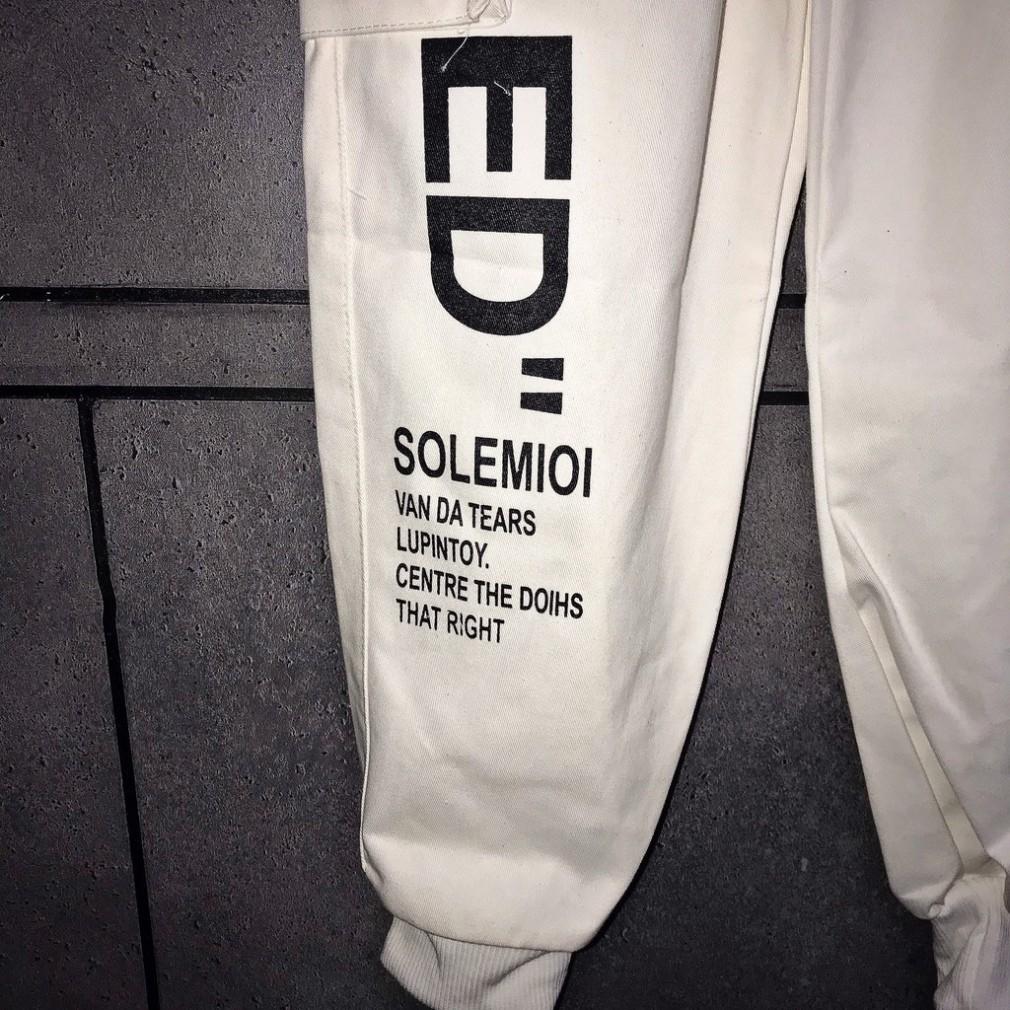 ED"
SOLEMIOI
VAN DA TEARS
LUPINTOY.
CENTRE THE DOIHS
THAT RIGHT